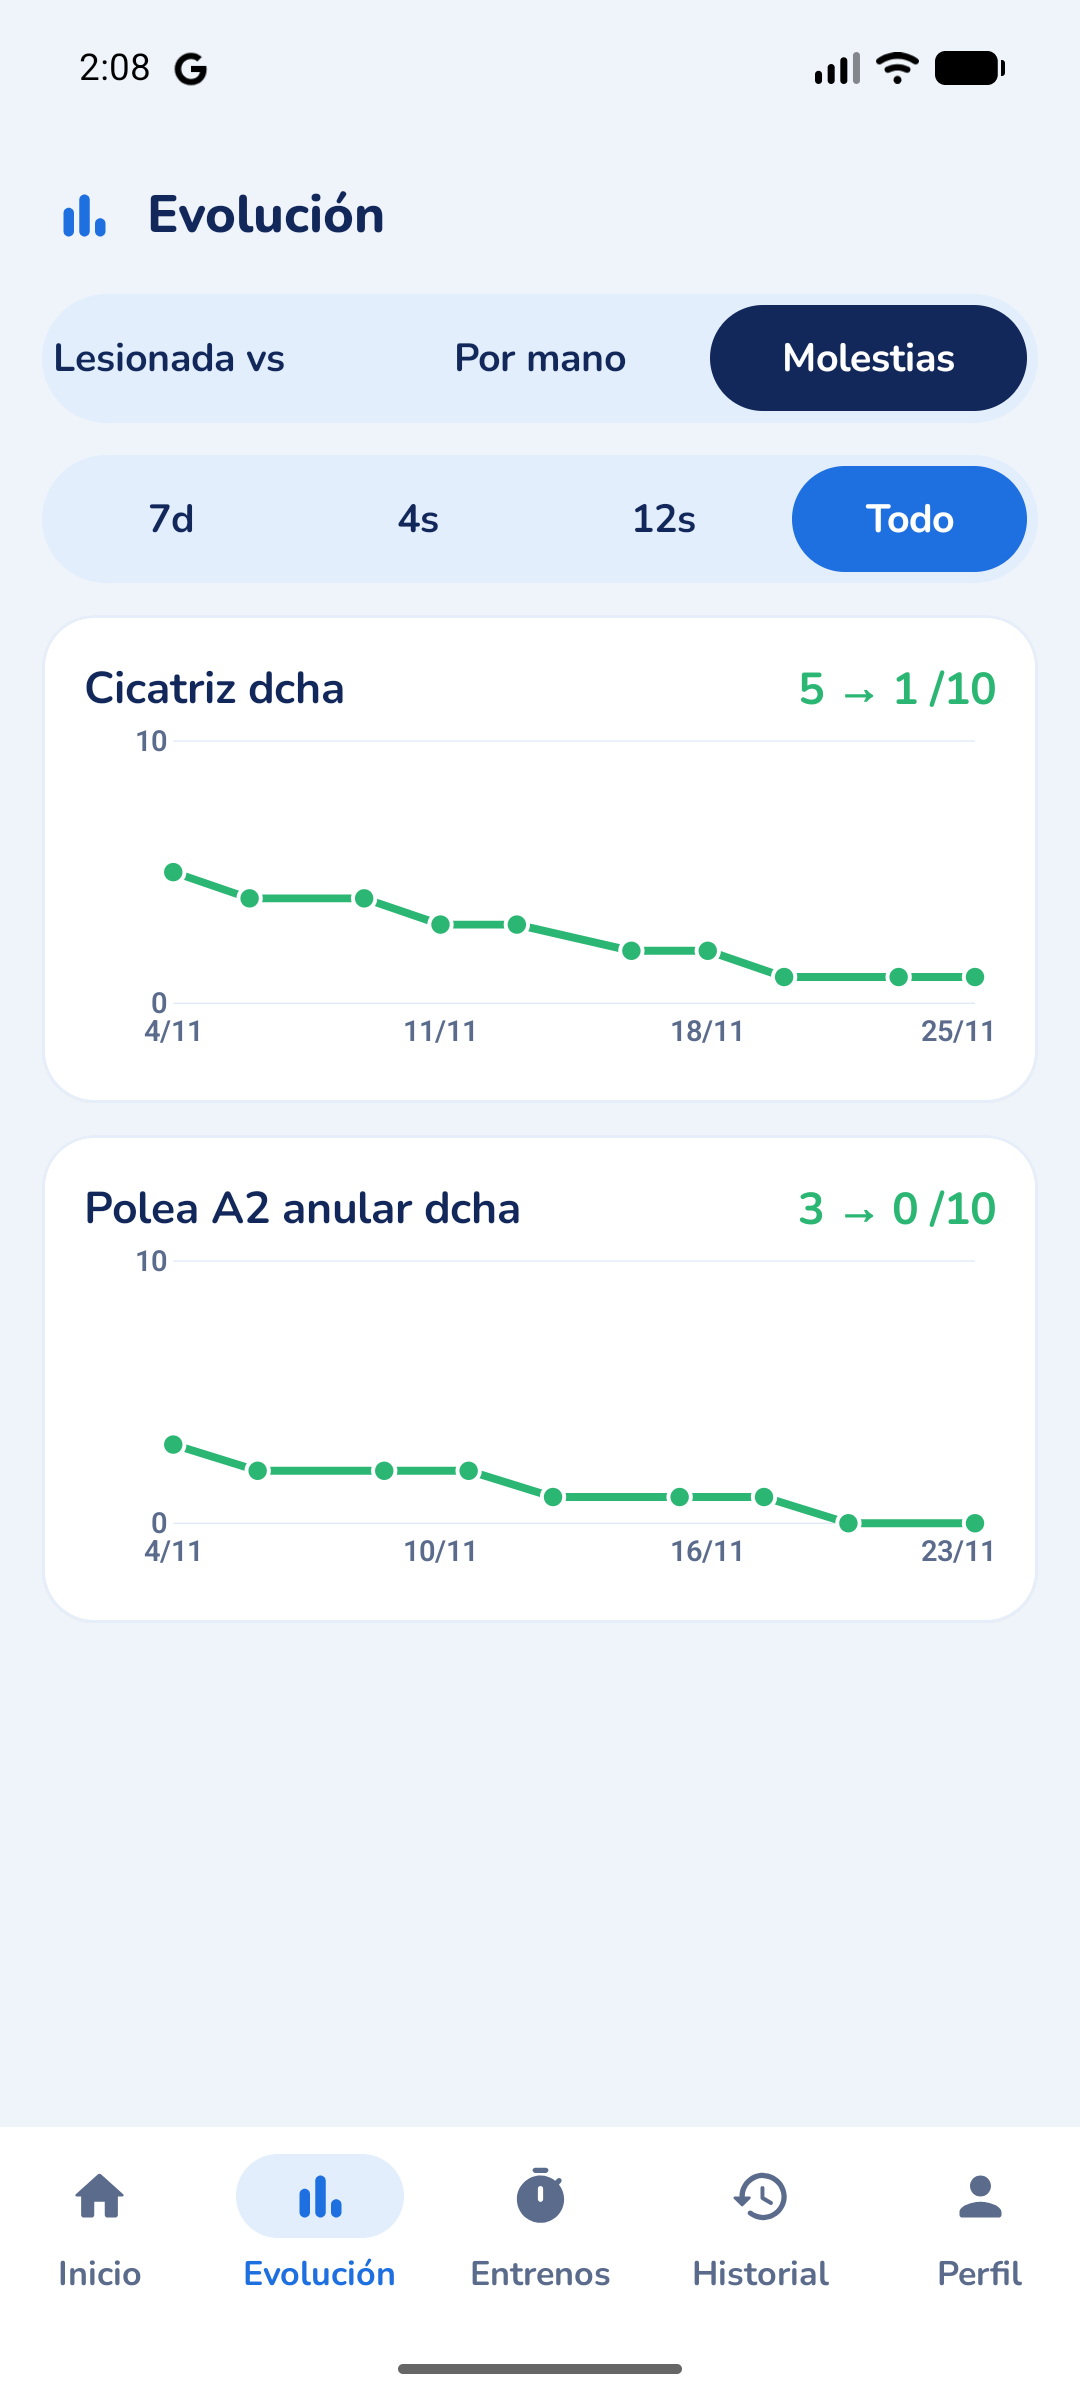 2:08 G
Evolución
Lesionada vs Por mano Molestias
7d 4s 12s Todo
Cicatriz dcha 5 → 1 /10
10
0
4/11 11/11 18/11 25/11
Polea A2 anular dcha 3 → 0 /10
10
0
4/11 10/11 16/11 23/11
Inicio Evolución Entrenos Historial Perfil